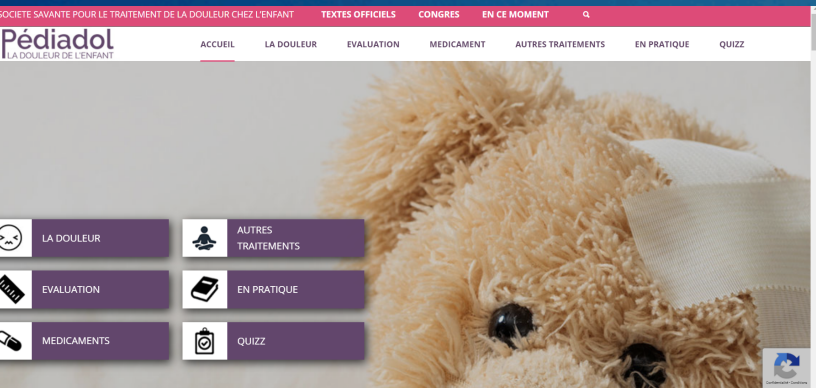 SOCIETE SAVANTE POUR LE TRAITEMENT DE LA DOULEUR CHEZ L'ENFANT TEXTES OFFICIELS CONGRES EN CE MOMENT
Pédiadol
LA DOULEUR DE L'ENFANT
ACCUEIL LA DOULEUR EVALUATION MEDICAMENT AUTRES TRAITEMENTS EN PRATIQUE QUIZZ
LA DOULEUR
AUTRES
TRAITEMENTS
EVALUATION
EN PRATIQUE
MEDICAMENTS
QUIZZ
Confidentialité - Conditions